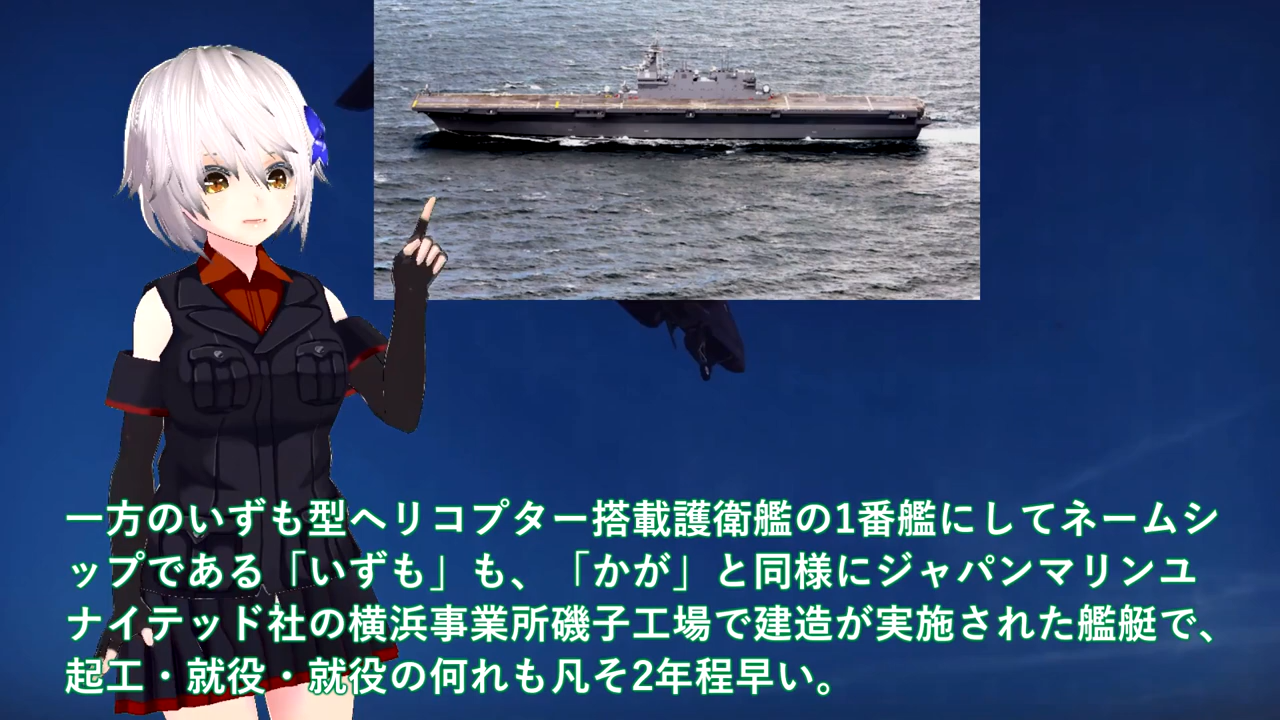 一方のいずも型ヘリコプター搭載護衛艦の1番艦にしてネームシ
ップである「いずも」も、「かが」と同様にジャパンマリンユ
ナイテッド社の横浜事業所磯子工場で建造が実施された艦艇で、
起工・就役・就役の何れも凡そ2年程早い。